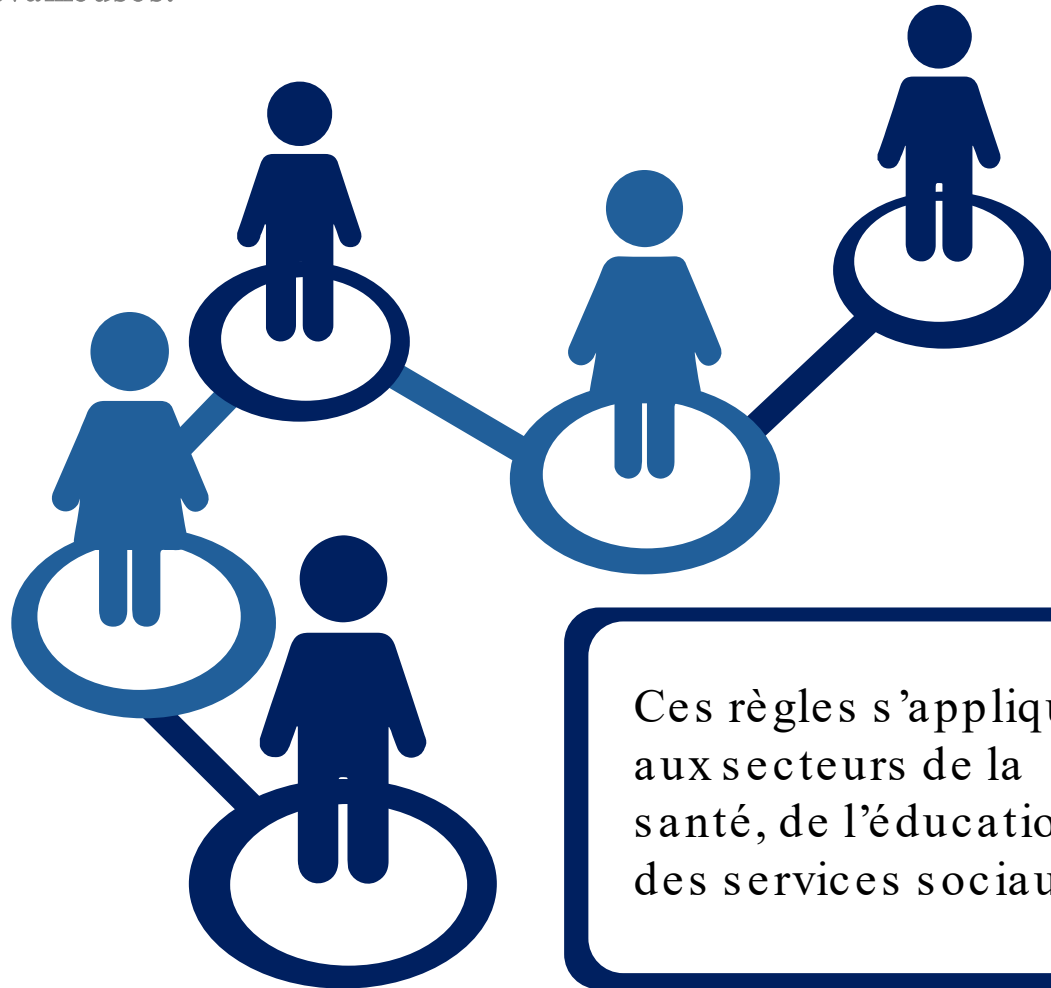 Ces règles s’appliqu
aux secteurs de la
santé, de l’éducatio
des services sociau